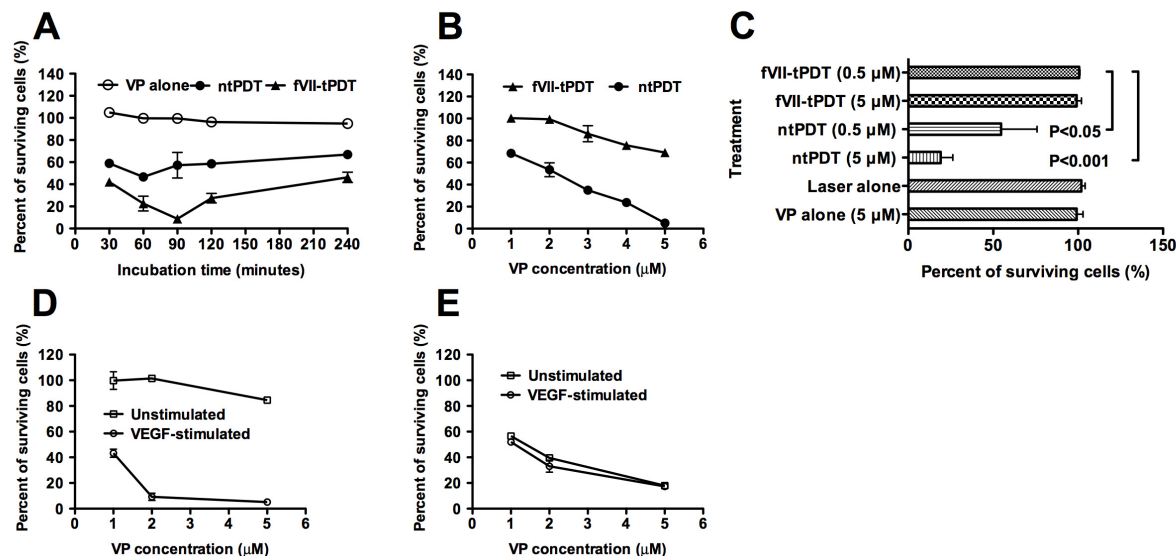 A
Percent of surviving cells (%)
140
120
100
80
60
40
20
0
VP alone
ntPDT
fVII-tPDT
0 30 60 90 120 150 180 210 240
Incubation time (minutes)
B
Percent of surviving cells (%)
140
120
100
80
60
40
20
0
fVII-tPDT
ntPDT
0 1 2 3 4 5 6
VP concentration (μM)
C
Treatment
fVII-tPDT (0.5 μM)
fVII-tPDT (5 μM)
ntPDT (0.5 μM)
ntPDT (5 μM)
Laser alone
VP alone (5 μM)
P<0.05
P<0.001
0 50 100 150
Percent of surviving cells (%)
D
Percent of surviving cells (%)
120
100
80
60
40
20
0
Unstimulated
VEGF-stimulated
0 1 2 3 4 5 6
VP concentration (μM)
E
Percent of surviving cells (%)
120
100
80
60
40
20
0
Unstimulated
VEGF-stimulated
0 1 2 3 4 5 6
VP concentration (μM)